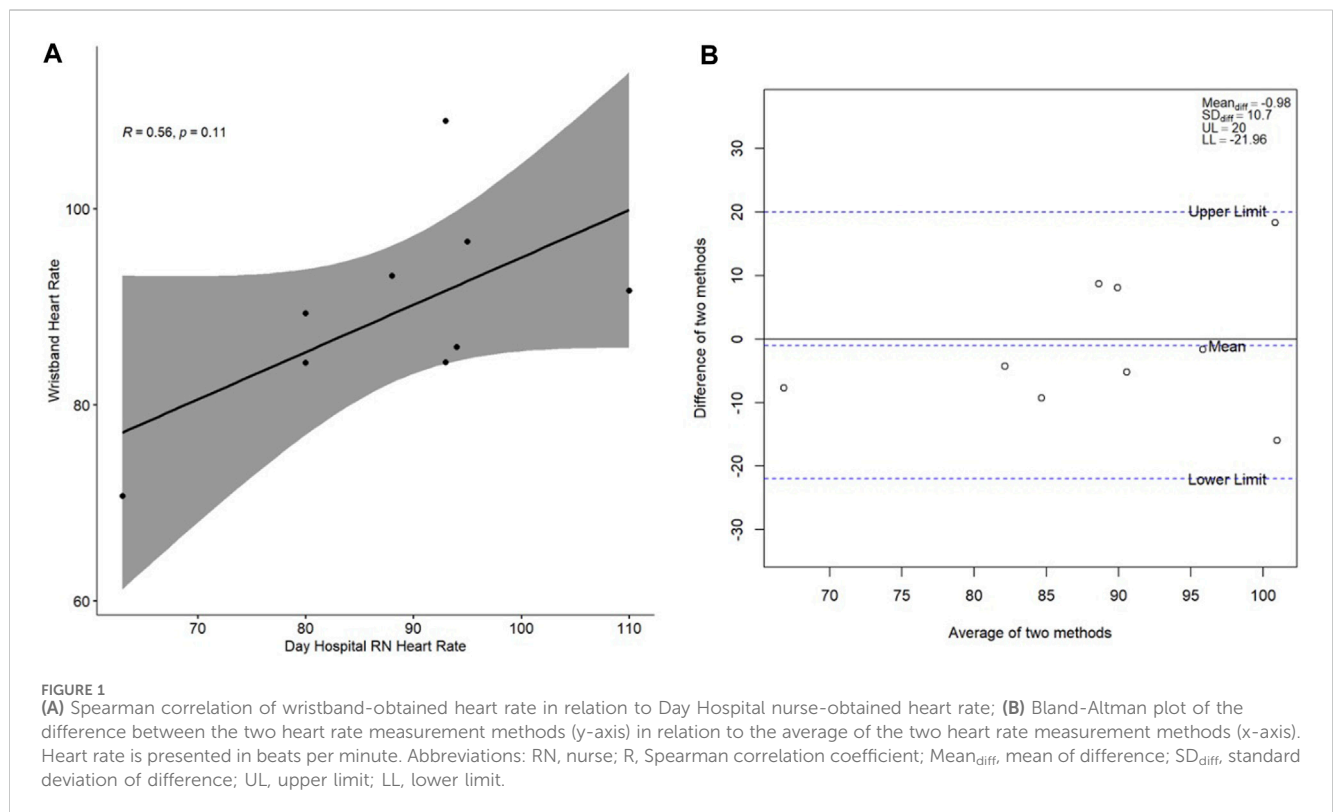 A
R = 0.56, p = 0.11
100
80
60
Wristband Heart Rate
70
80
90
100
110
Day Hospital RN Heart Rate
B
Meandiff = -0.98
SDdiff = 10.7
UL = 20
LL = -21.96
30
20
10
0
-10
-20
-30
Difference of two methods
Upper Limit
Mean
Lower Limit
70
75
80
85
90
95
100
Average of two methods
FIGURE 1
(A) Spearman correlation of wristband-obtained heart rate in relation to Day Hospital nurse-obtained heart rate; (B) Bland-Altman plot of the
difference between the two heart rate measurement methods (y-axis) in relation to the average of the two heart rate measurement methods (x-axis).
Heart rate is presented in beats per minute. Abbreviations: RN, nurse; R, Spearman correlation coefficient; Meandiff, mean of difference; SDdiff, standard
deviation of difference; UL, upper limit; LL, lower limit.